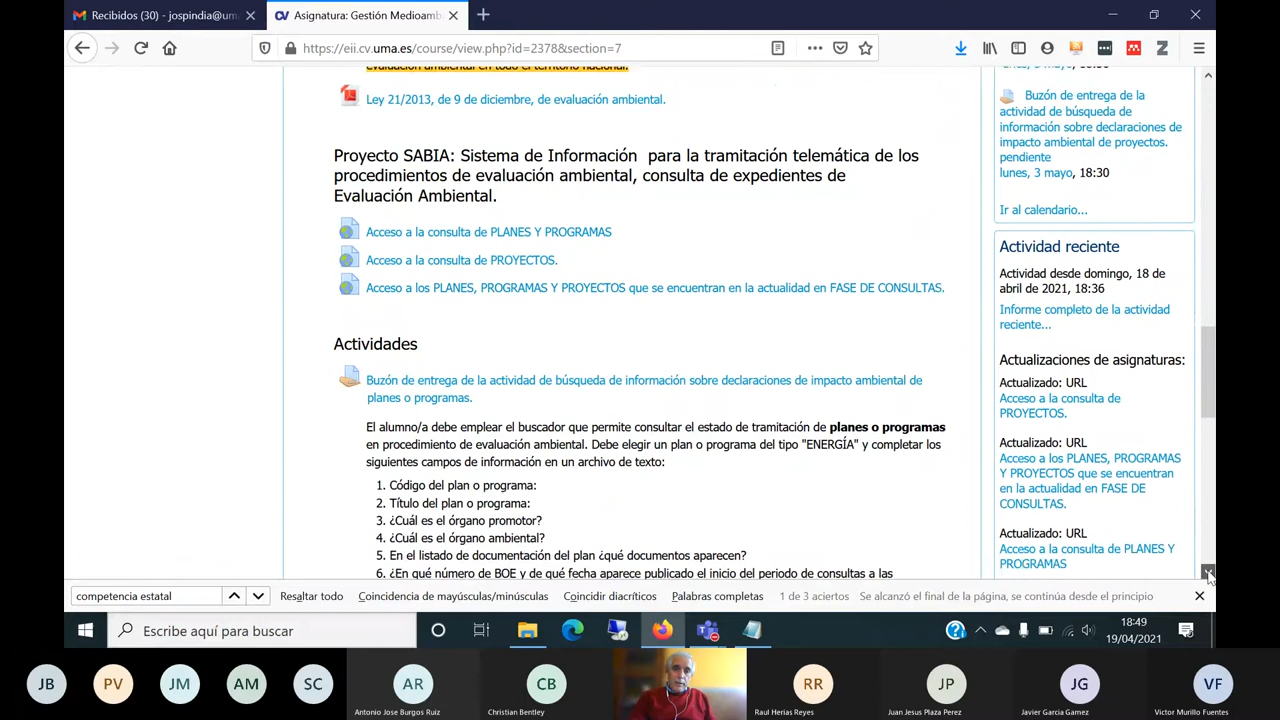 Recibidos (30) - jospindia@um
Asignatura: Gestión Medioamb
https://eii.cv.uma.es/course/view.php?id=2378&section=7
Evaluación ambiental en todo el territorio nacional.
Ley 21/2013, de 9 de diciembre, de evaluación ambiental.
Proyecto SABIA: Sistema de Información para la tramitación telemática de los
procedimientos de evaluación ambiental, consulta de expedientes de
Evaluación Ambiental.
Acceso a la consulta de PLANES Y PROGRAMAS
Acceso a la consulta de PROYECTOS.
Acceso a los PLANES, PROGRAMAS Y PROYECTOS que se encuentran en la actualidad en FASE DE CONSULTAS.
Actividades
Buzón de entrega de la actividad de búsqueda de información sobre declaraciones de impacto ambiental de
planes o programas.
El alumno/a debe emplear el buscador que permite consultar el estado de tramitación de planes o programas
en procedimiento de evaluación ambiental. Debe elegir un plan o programa del tipo "ENERGÍA" y completar los
siguientes campos de información en un archivo de texto:
1. Código del plan o programa:
2. Título del plan o programa:
3. ¿Cuál es el órgano promotor?
4. ¿Cuál es el órgano ambiental?
5. En el listado de documentación del plan ¿qué documentos aparecen?
6. ¿En qué número de BOE y de qué fecha aparece publicado el inicio del periodo de consultas a las
lunes, 3 mayo, 18:30
Buzón de entrega de la
actividad de búsqueda de
información sobre declaraciones de
impacto ambiental de proyectos.
pendiente
lunes, 3 mayo, 18:30
Ir al calendario...
Actividad reciente
Actividad desde domingo, 18 de
abril de 2021, 18:36
Informe completo de la actividad
reciente...
Actualizaciones de asignaturas:
Actualizado: URL
Acceso a la consulta de
PROYECTOS.
Actualizado: URL
Acceso a los PLANES, PROGRAMAS
Y PROYECTOS que se encuentran
en la actualidad en FASE DE
CONSULTAS.
Actualizado: URL
Acceso a la consulta de PLANES Y
PROGRAMAS
competencia estatal
Resaltar todo
Coincidencia de mayúsculas/minúsculas
Coincidir diacríticos
Palabras completas
1 de 3 aciertos
Se alcanzó el final de la página, se continúa desde el principio
Escribe aquí para buscar
18:49
19/04/2021
JB
PV
JM
AM
SC
AR
Antonio Jose Burgos Ruiz
CB
Christian Bentley
RR
Raul Herias Reyes
JP
Juan Jesus Plaza Perez
JG
Javier Garcia Gamez
VF
Victor Murillo Fuentes